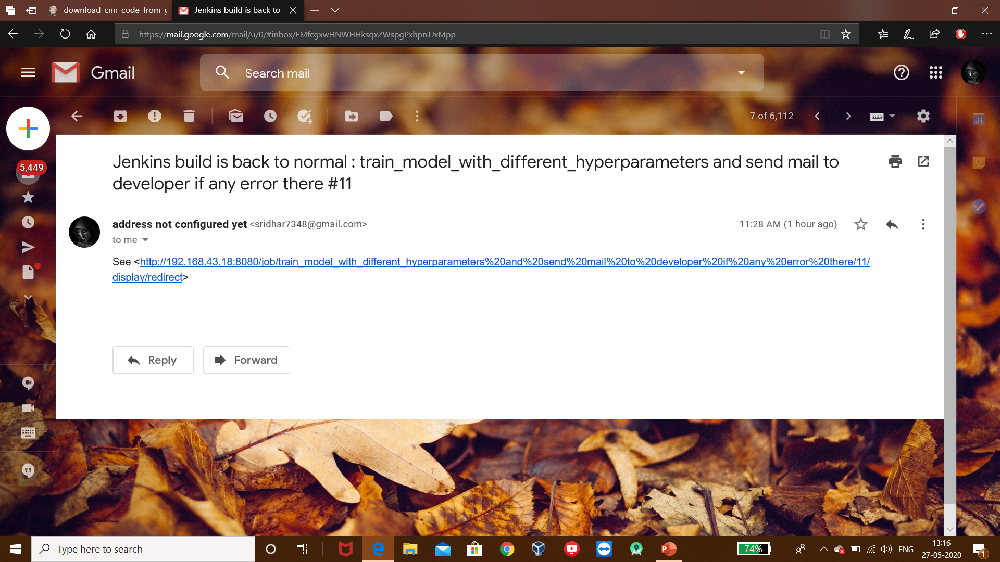 download_cnn_code_from_g
Jenkins build is back to
https://mail.google.com/mail/u/0/#inbox/FMfcgxwHNWHHksqxZWspgPxhpnTJxMpp
Gmail
Search mail
7 of 6,112
31
5,449
Jenkins build is back to normal : train_model_with_different_hyperparameters and send mail to
developer if any error there #11
address not configured yet <sridhar7348@gmail.com>
11:28 AM (1 hour ago)
to me
See <http://192.168.43.18:8080/job/train_model_with_different_hyperparameters%20and%20send%20mail%20to%20developer%20if%20any%20error%20there/11/
display/redirect>
Reply
Forward
Type here to search
74%
ENG
13:16
27-05-2020
1